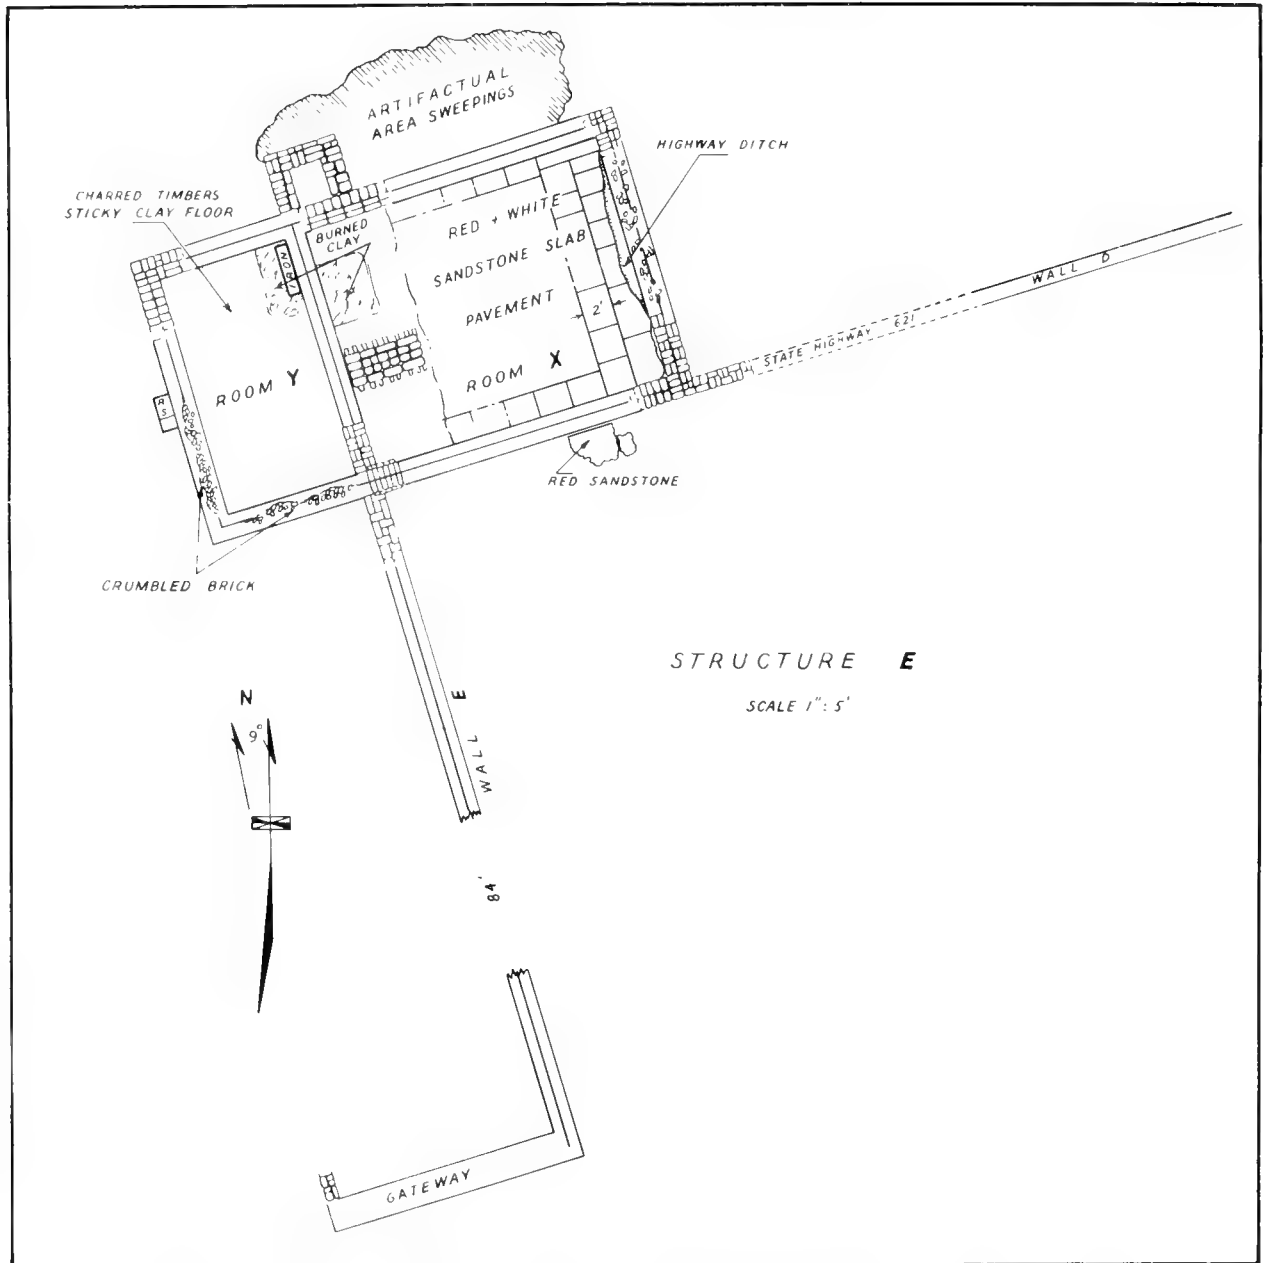 ARTIFACTUAL
AREA SWEEPINGS
HIGHWAY DITCH
CHARRED TIMBERS
STICKY CLAY FLOOR
BURNED
CLAY
IRON
RED + WHITE
SANDSTONE SLAB
PAVEMENT
2'
ROOM X
ROOM Y
RS
WALL D
STATE HIGHWAY 621
RED SANDSTONE
CRUMBLED BRICK
STRUCTURE E
SCALE 1": 5'
N
9°
WALL E
84'
GATEWAY